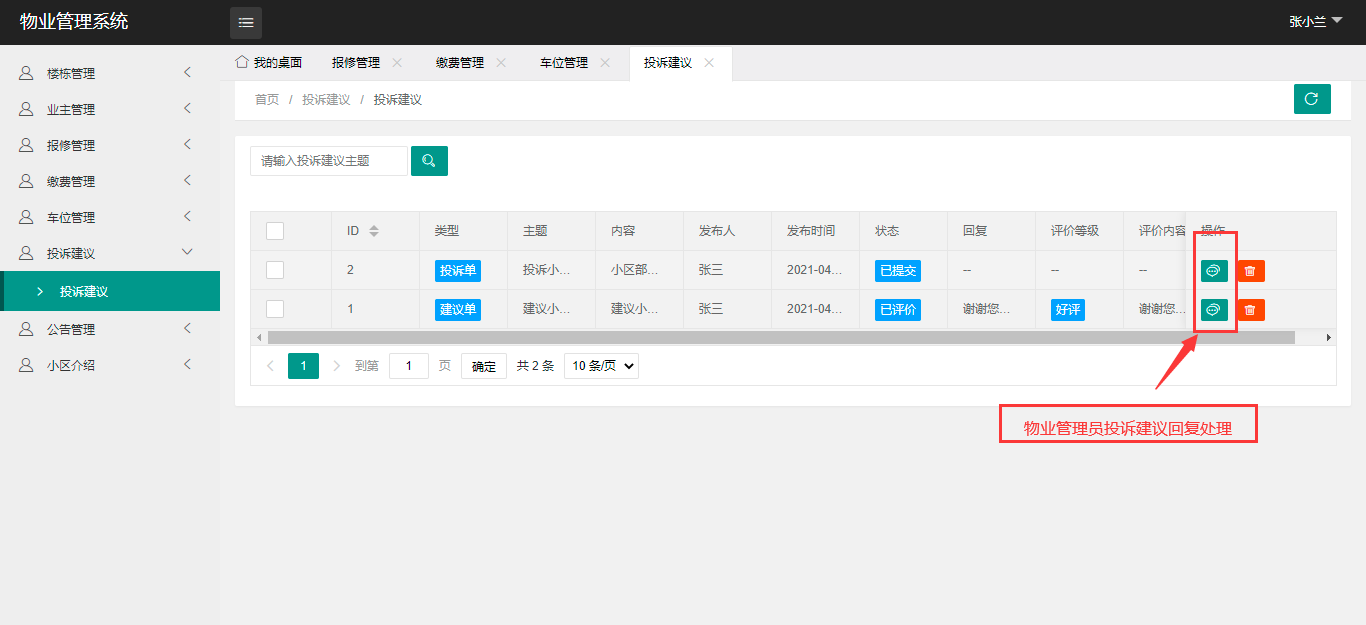 物业管理系统
张小兰
楼栋管理
业主管理
报修管理
缴费管理
车位管理
投诉建议
投诉建议
公告管理
小区介绍
我的桌面 报修管理 缴费管理 车位管理 投诉建议
首页 / 投诉建议 / 投诉建议
请输入投诉建议主题
ID 类型 主题 内容 发布人 发布时间 状态 回复 评价等级 评价内容 操作
2 投诉单 投诉小... 小区部... 张三 2021-04... 已提交 -- -- --
1 建议单 建议小... 建议小... 张三 2021-04... 已评价 谢谢您... 好评 谢谢您...
1 到第 1 页 确定 共 2 条 10 条/页
物业管理员投诉建议回复处理